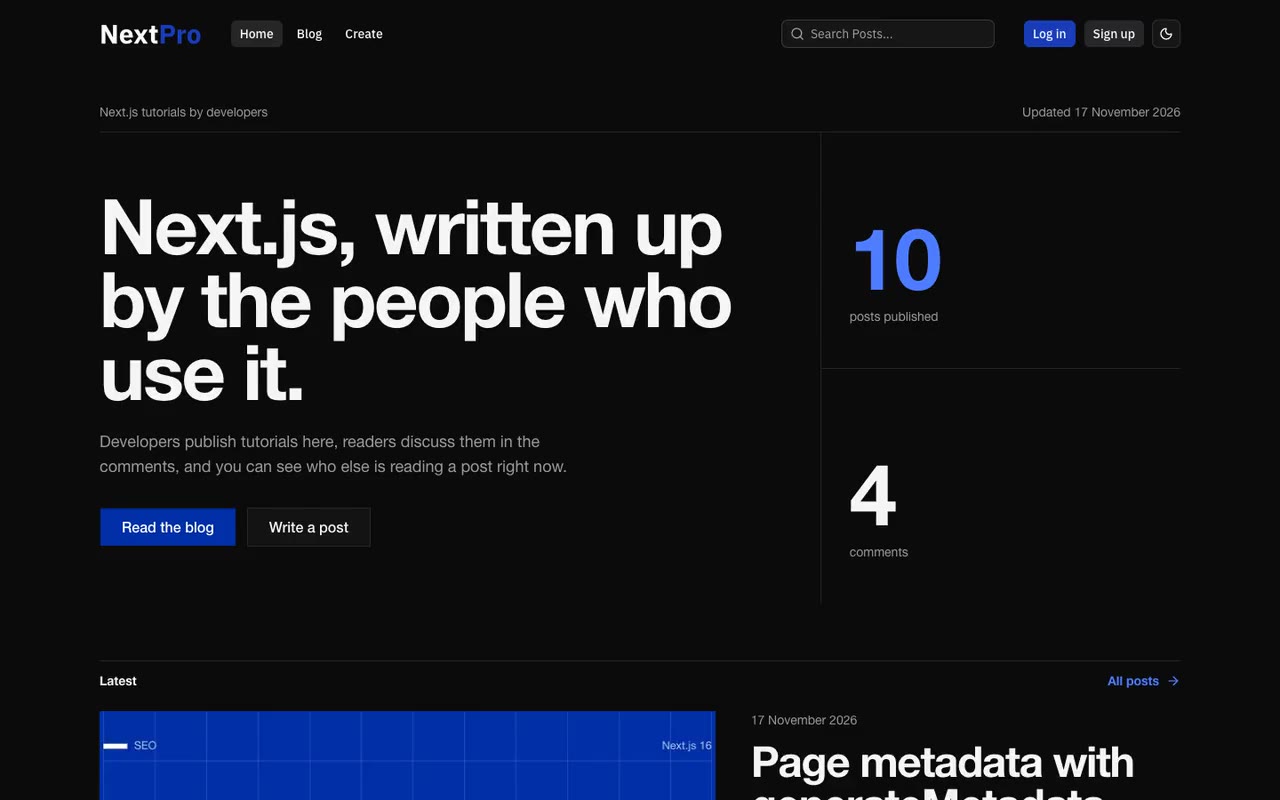 NextPro
Home
Blog
Create
Search Posts...
Log in
Sign up
Next.js tutorials by developers
Updated 17 November 2026
Next.js, written up
by the people who
use it.
Developers publish tutorials here, readers discuss them in the
comments, and you can see who else is reading a post right now.
Read the blog
Write a post
10
posts published
4
comments
Latest
All posts
SEO
Next.js 16
17 November 2026
Page metadata with
generateMetadata